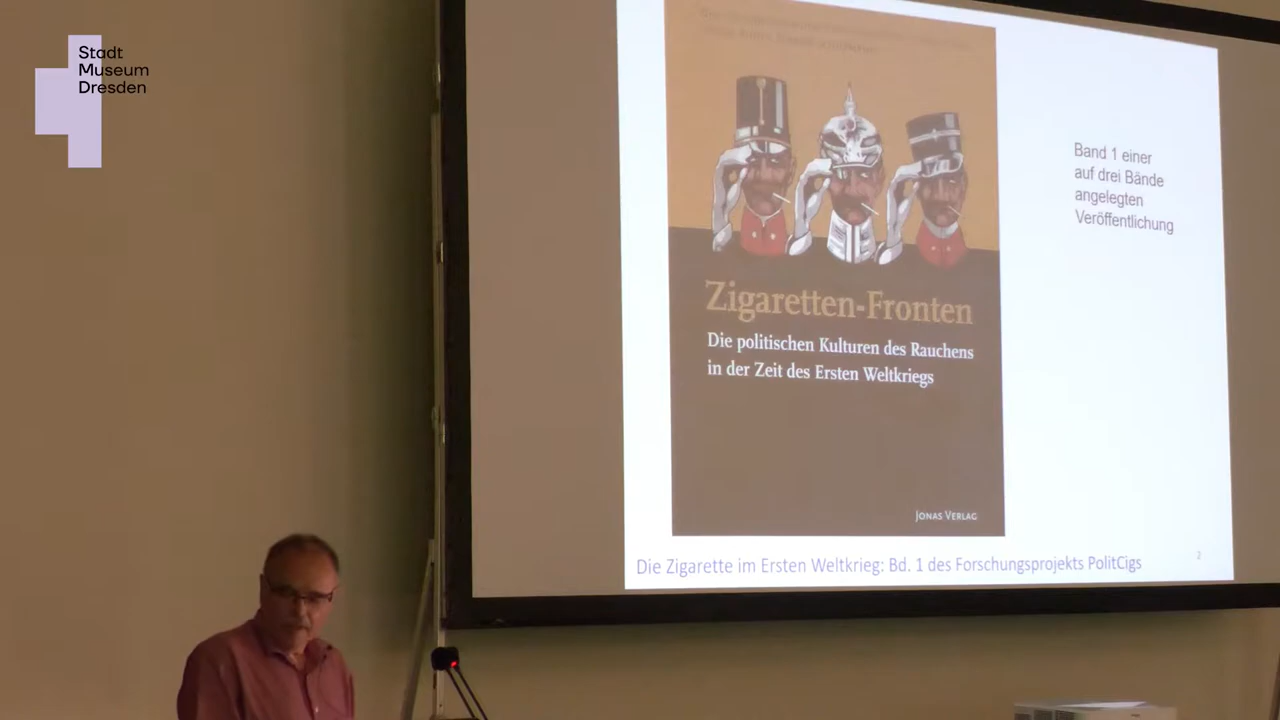 Stadt
Museum
Dresden
Band 1 einer
auf drei Bände
angelegten
Veröffentlichung
Zigaretten-Fronten
Die politischen Kulturen des Rauchens
in der Zeit des Ersten Weltkriegs
Jonas Verlag
Die Zigarette im Ersten Weltkrieg: Bd. 1 des Forschungsprojekts PolitCigs
2